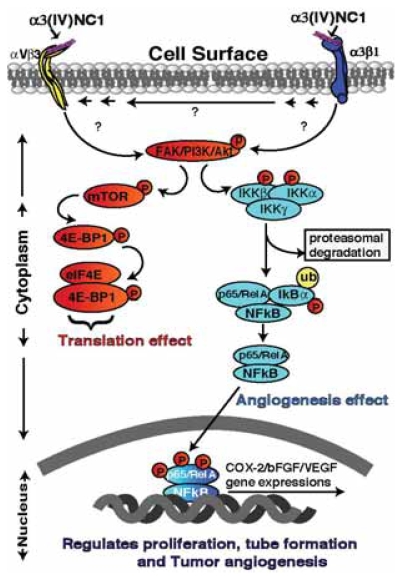 α3(IV)NC1
α3(IV)NC1
αVβ3
Cell Surface
α3β1
?
?
?
FAK/PI3K/Akt
P
mTOR
P
P
P
IKKβ
IKKα
IKKγ
4E-BP1
P
proteasomal
degradation
eIF4E
4E-BP1
P
ub
p65/Rel A
IkBα
NFkB
P
Translation effect
p65/Rel A
NFkB
Angiogenesis effect
Cytoplasm
P
P
P
p65/Rel A
NFkB
COX-2/bFGF/VEGF
gene expressions
Nucleus
Regulates proliferation, tube formation
and Tumor angiogenesis